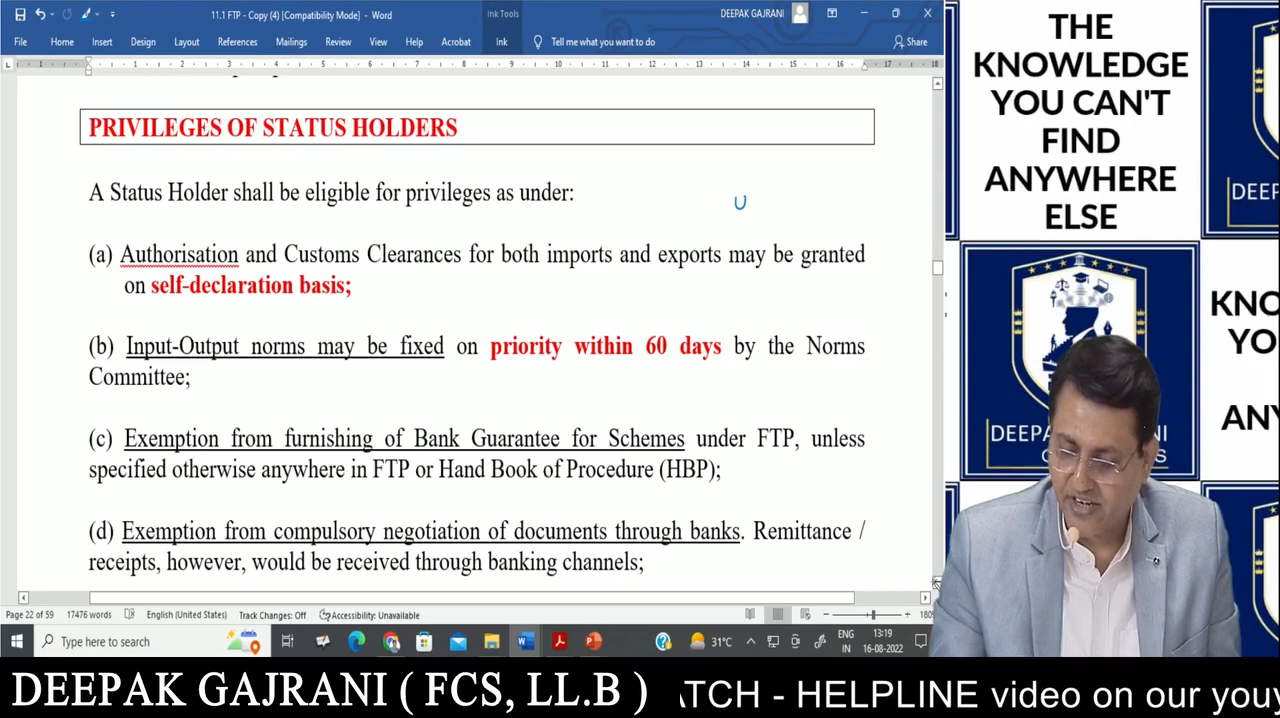 11.1 FTP - Copy (4) [Compatibility Mode] - Word
Ink Tools
DEEPAK GAJRANI
File Home Insert Design Layout References Mailings Review View Help Acrobat Ink Tell me what you want to do Share
PRIVILEGES OF STATUS HOLDERS
A Status Holder shall be eligible for privileges as under:
(a) Authorisation and Customs Clearances for both imports and exports may be granted
on self-declaration basis;
(b) Input-Output norms may be fixed on priority within 60 days by the Norms
Committee;
(c) Exemption from furnishing of Bank Guarantee for Schemes under FTP, unless
specified otherwise anywhere in FTP or Hand Book of Procedure (HBP);
(d) Exemption from compulsory negotiation of documents through banks. Remittance /
receipts, however, would be received through banking channels;
Page 22 of 59 17476 words English (United States) Track Changes: Off Accessibility: Unavailable
Type here to search
31°C
ENG
IN
13:19
16-08-2022
THE
KNOWLEDGE
YOU CAN'T
FIND
ANYWHERE
ELSE
DEEPAK GAJRANI ( FCS, LL.B )
ATCH - HELPLINE video on our you